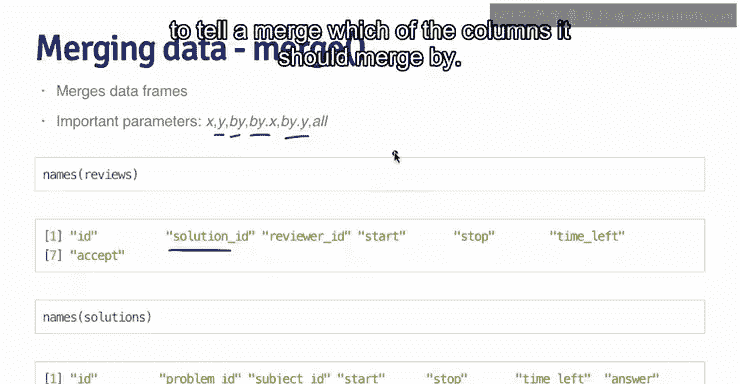 to tell a merge which of the columns it
should merge by.
Merging data - merge()
· Merges data frames
· Important parameters: x,y,by,by.x,by.y,all
names(reviews)
[1] "id" "solution_id" "reviewer_id" "start" "stop" "time_left"
[7] "accept"
names(solutions)
[1] "id" "problem_id" "subject_id" "start" "stop" "time_left" "answer"